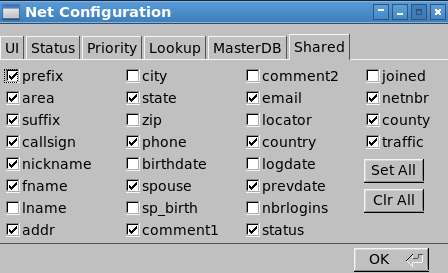 Net Configuration
UI Status Priority Lookup MasterDB Shared
prefix city comment2 joined
area state email netnbr
suffix zip locator county
callsign phone country traffic
nickname birthdate logdate
Set All
fname spouse prevdate
Clr All
lname sp_birth nbrlogins
addr comment1 status
OK